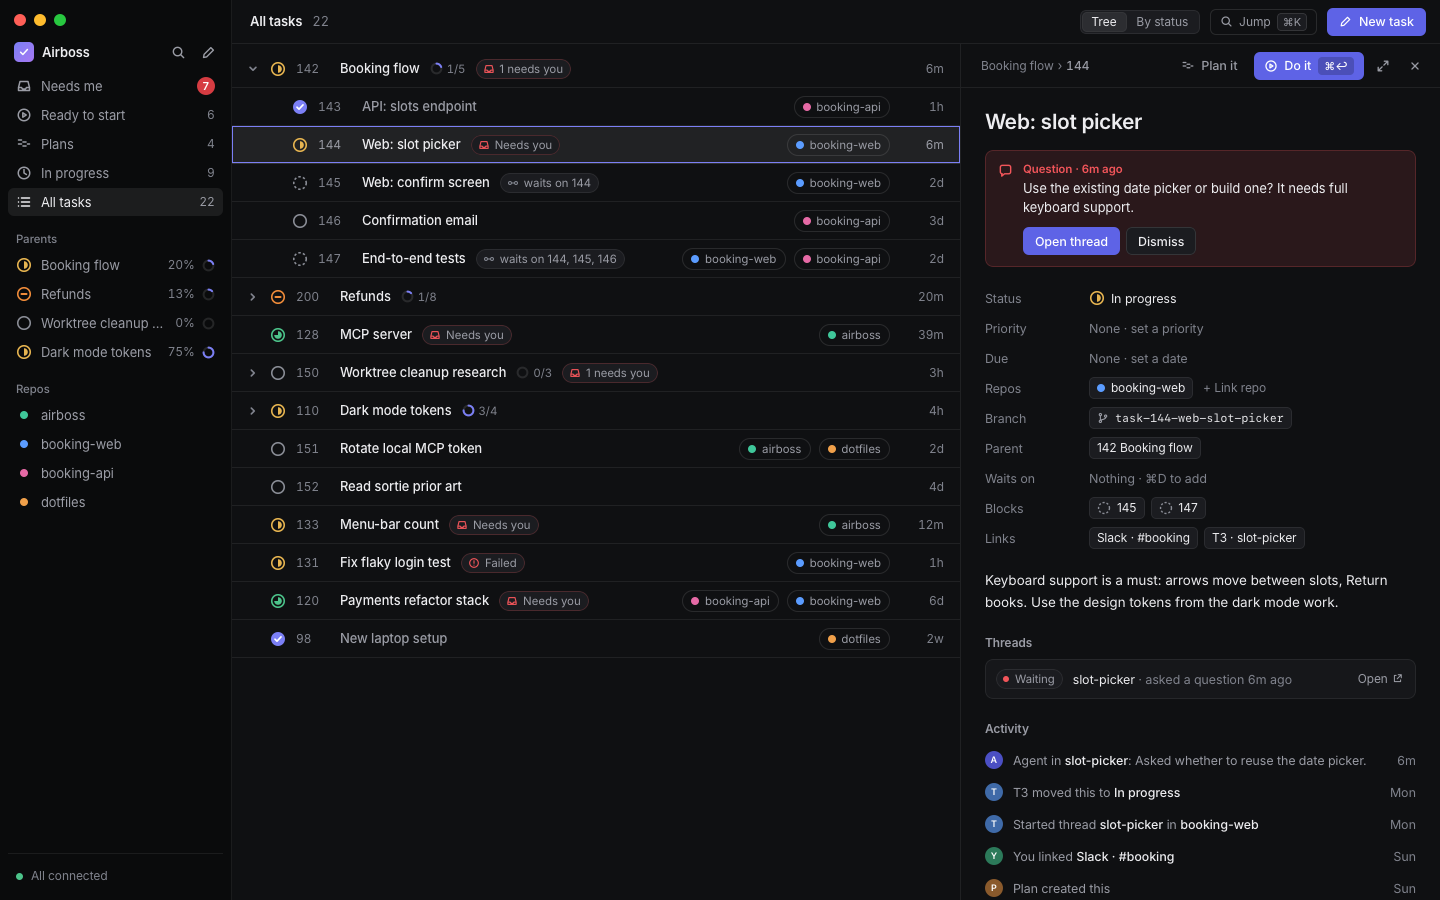 Airboss
Needs me 7
Ready to start 6
Plans 4
In progress 9
All tasks 22
Parents
Booking flow 20%
Refunds 13%
Worktree cleanup ... 0%
Dark mode tokens 75%
Repos
airboss
booking-web
booking-api
dotfiles
All connected
All tasks 22
Tree By status
Jump ⌘K
New task
142 Booking flow 1/5 1 needs you 6m
143 API: slots endpoint booking-api 1h
144 Web: slot picker Needs you booking-web 6m
145 Web: confirm screen waits on 144 booking-web 2d
146 Confirmation email booking-api 3d
147 End-to-end tests waits on 144, 145, 146 booking-web booking-api 2d
200 Refunds 1/8 20m
128 MCP server Needs you airboss 39m
150 Worktree cleanup research 0/3 1 needs you 3h
110 Dark mode tokens 3/4 4h
151 Rotate local MCP token airboss dotfiles 2d
152 Read sortie prior art 4d
133 Menu-bar count Needs you airboss 12m
131 Fix flaky login test Failed booking-web 1h
120 Payments refactor stack Needs you booking-api booking-web 6d
98 New laptop setup dotfiles 2w
Booking flow › 144
Plan it
Do it ⌘↩
Web: slot picker
Question · 6m ago
Use the existing date picker or build one? It needs full
keyboard support.
Open thread Dismiss
Status In progress
Priority None · set a priority
Due None · set a date
Repos booking-web + Link repo
Branch task-144-web-slot-picker
Parent 142 Booking flow
Waits on Nothing · ⌘D to add
Blocks 145 147
Links Slack · #booking T3 · slot-picker
Keyboard support is a must: arrows move between slots, Return
books. Use the design tokens from the dark mode work.
Threads
Waiting slot-picker · asked a question 6m ago Open
Activity
A Agent in slot-picker: Asked whether to reuse the date picker. 6m
T T3 moved this to In progress Mon
T Started thread slot-picker in booking-web Mon
Y You linked Slack · #booking Sun
P Plan created this Sun